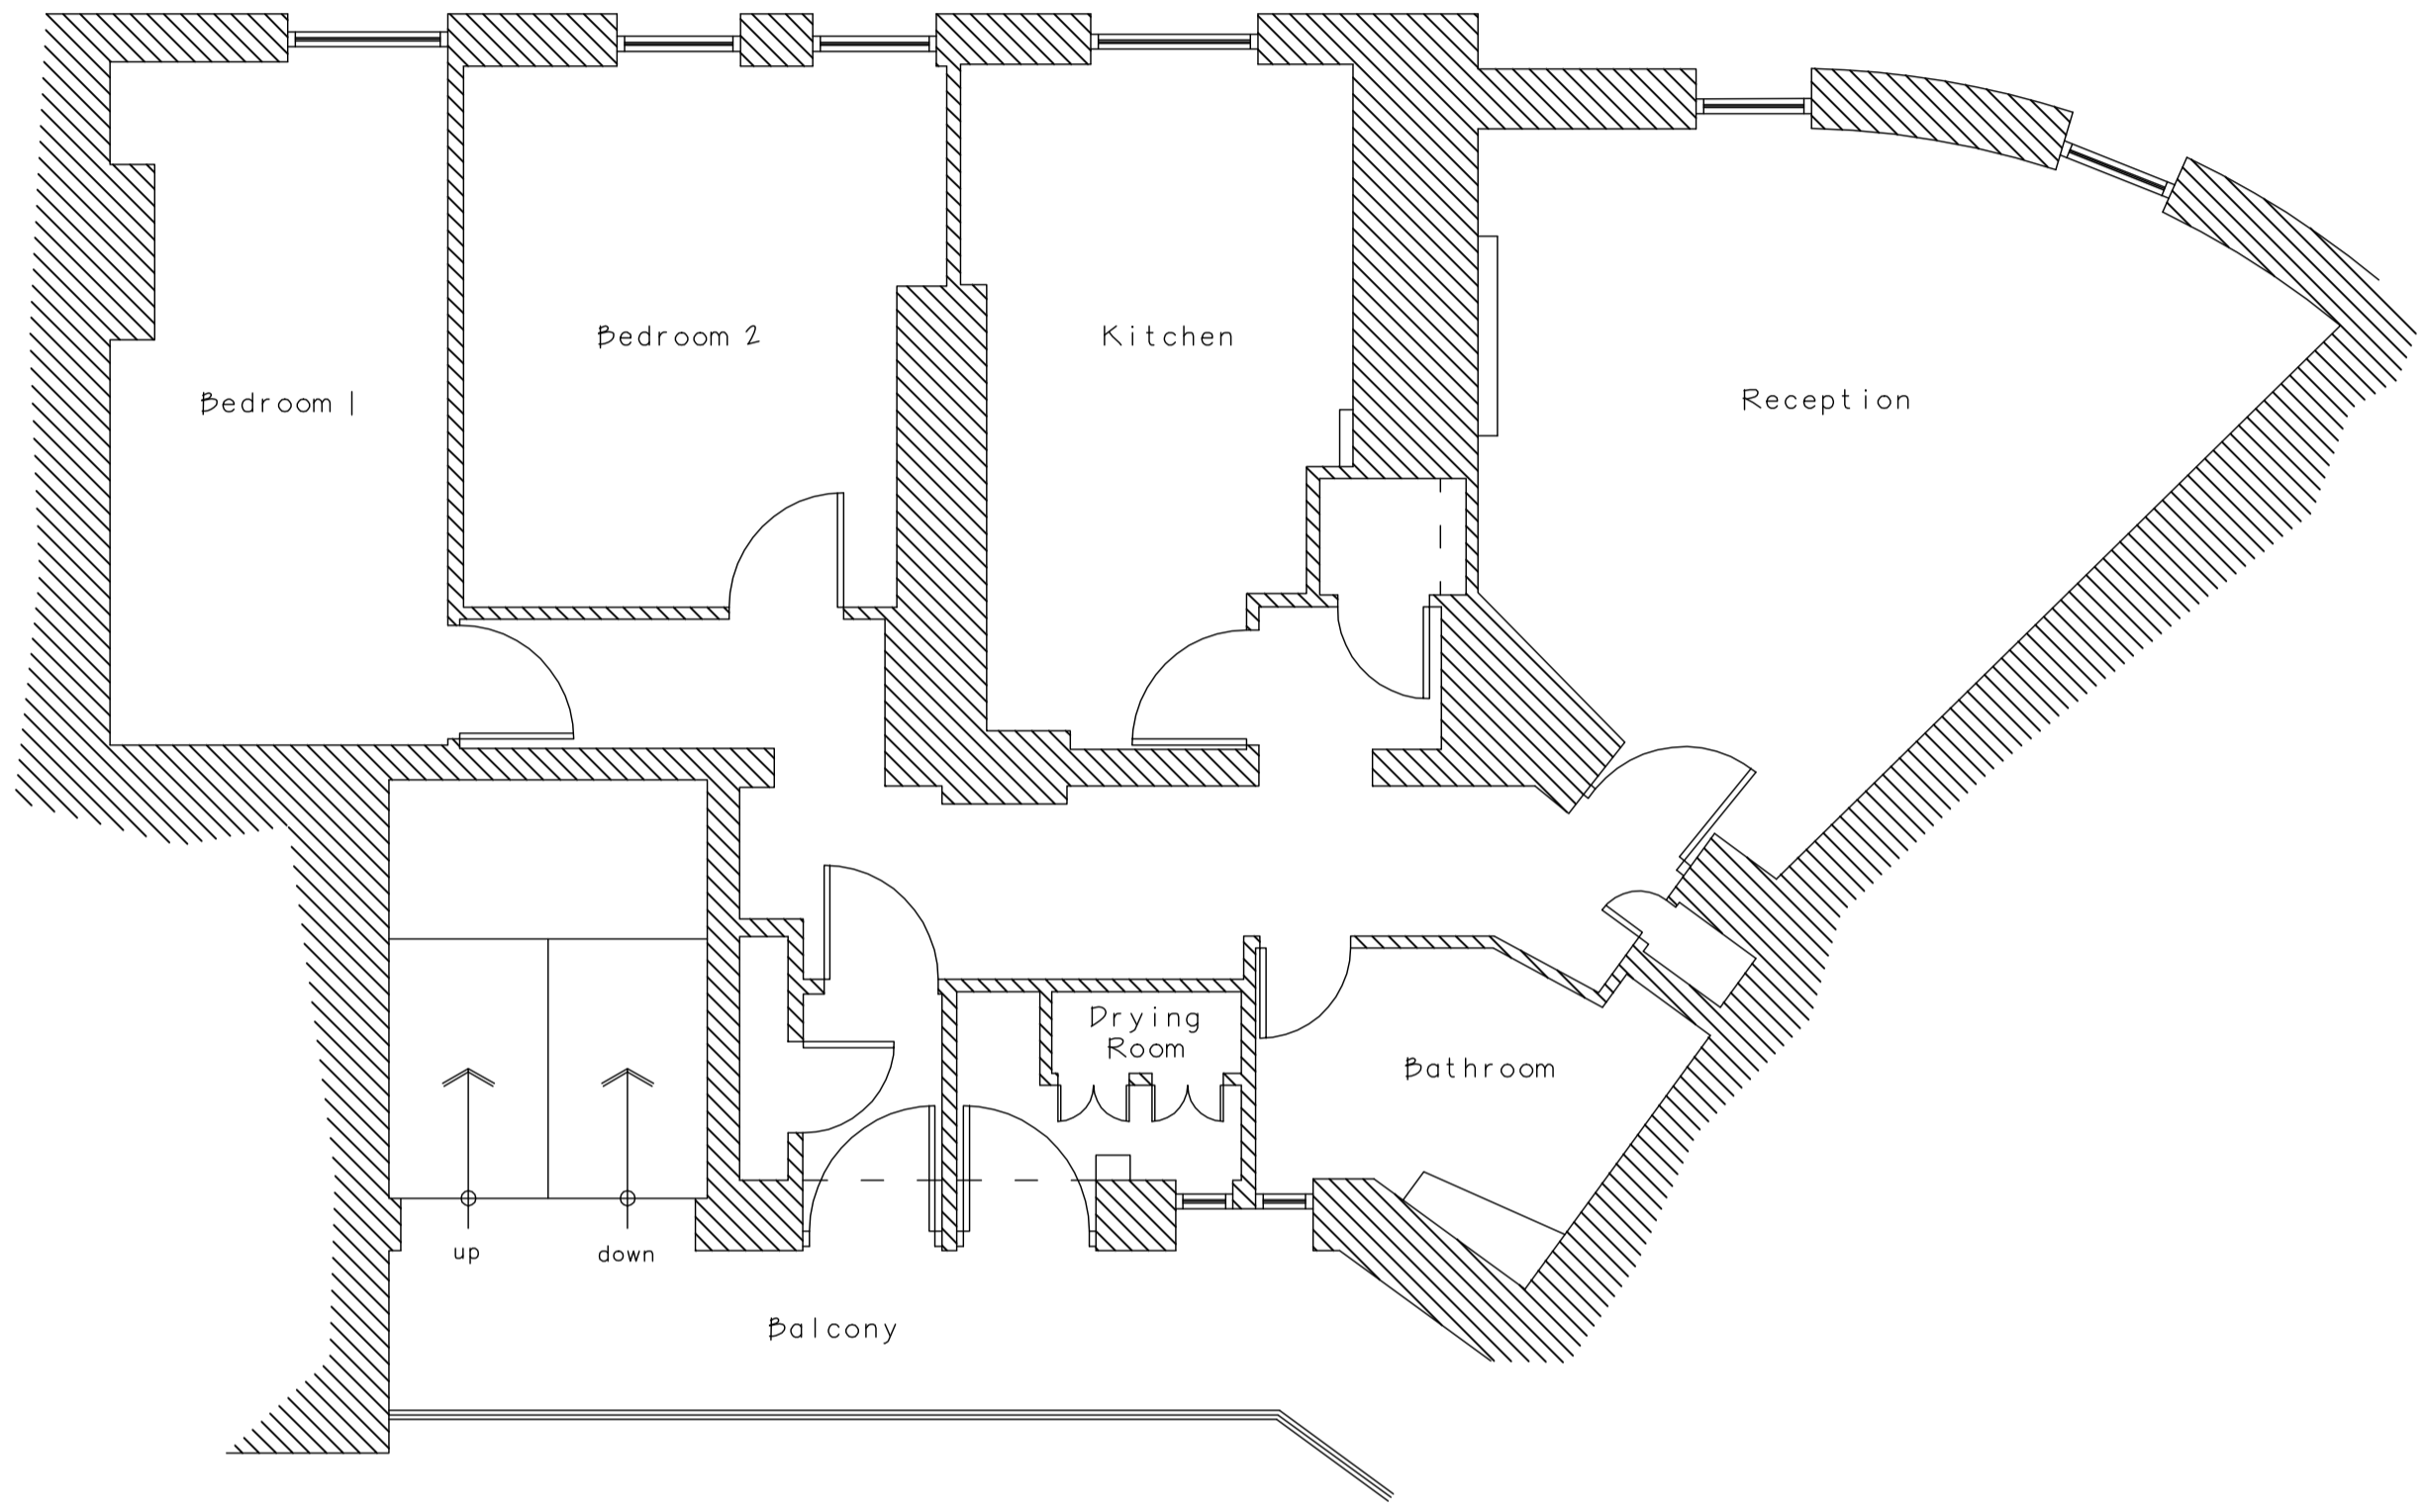 Bedroom 2
Kitchen
Bedroom 1
Reception
Drying
Room
Bathroom
up
down
Balcony